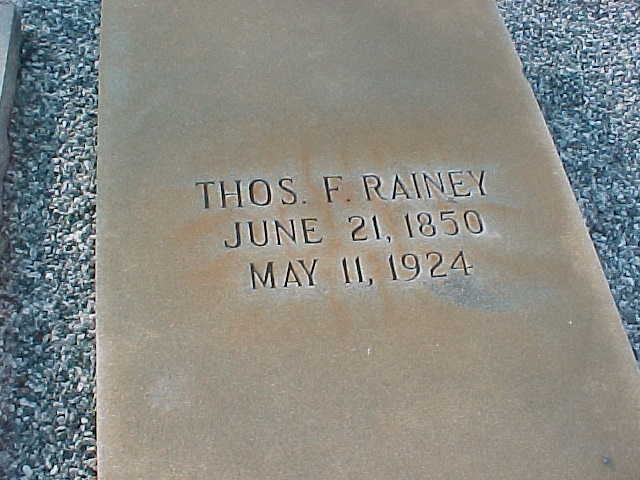 THOS. F. RAINEY
JUNE 21, 1850
MAY 11, 1924